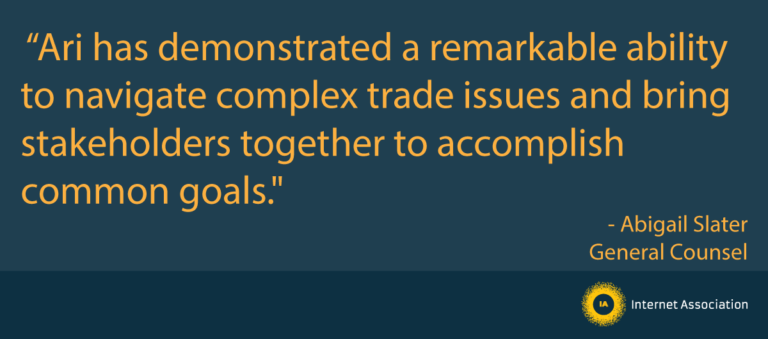 “Ari has demonstrated a remarkable ability
to navigate complex trade issues and bring
stakeholders together to accomplish
common goals."
- Abigail Slater
General Counsel
IA
Internet Association